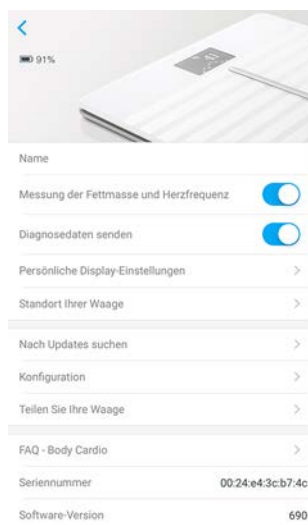 91%
Name
Messung der Fettmasse und Herzfrequenz
Diagnosedaten senden
Persönliche Display-Einstellungen
Standort Ihrer Waage
Nach Updates suchen
Konfiguration
Teilen Sie Ihre Waage
FAQ - Body Cardio
Seriennummer 00:24:e4:3c:b7:4c
Software-Version 690